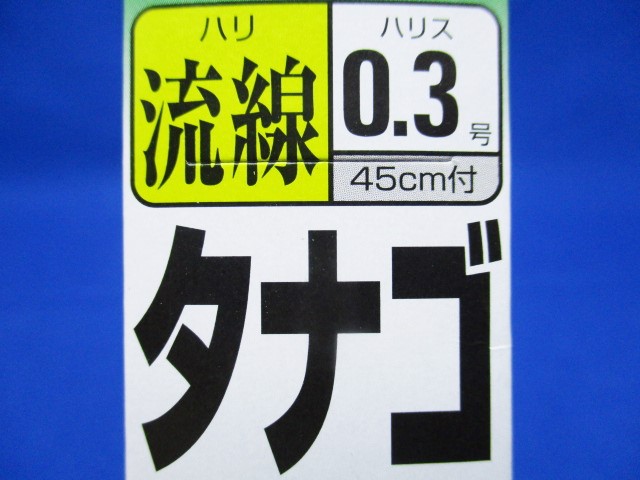 ハリ
流線
ハリス
0.3号
45cm付
タナゴ